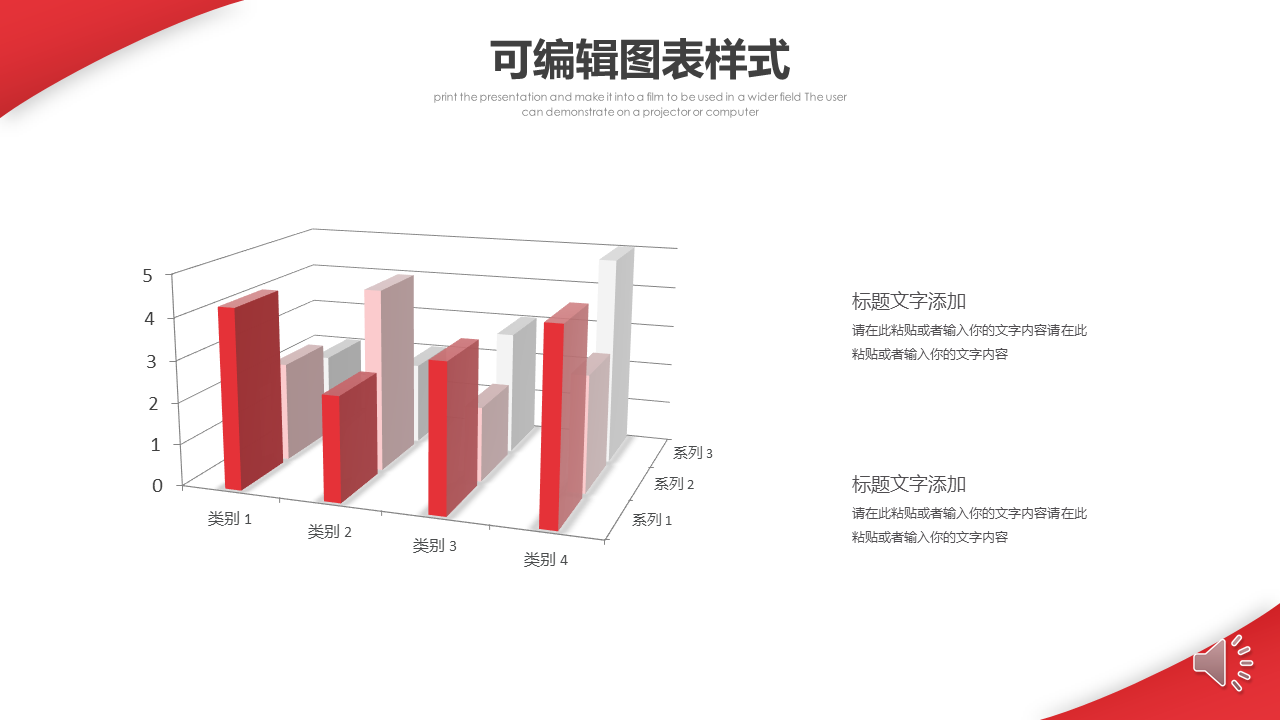 可编辑图表样式
print the presentation and make it into a film to be used in a wider field The user
can demonstrate on a projector or computer
5
4
3
2
1
0
类别 1
类别 2
类别 3
类别 4
系列 3
系列 2
系列 1
标题文字添加
请在此粘贴或者输入你的文字内容请在此
粘贴或者输入你的文字内容
标题文字添加
请在此粘贴或者输入你的文字内容请在此
粘贴或者输入你的文字内容